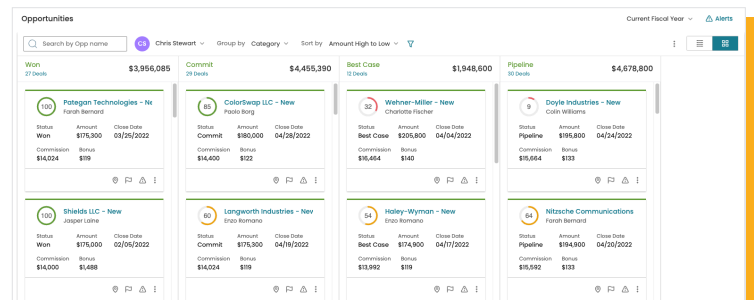 Opportunities
Current Fiscal Year
Alerts
Search by Opp name
CS
Chris Stewart
Group by Category
Sort by Amount High to Low
Won
27 Deals
$3,956,085
Commit
29 Deals
$4,455,390
Best Case
12 Deals
$1,948,600
Pipeline
30 Deals
$4,678,800
100
Pategan Technologies - Ne
Farah Bernard
Status Amount Close Date
Won $175,300 03/25/2022
Commission Bonus
$14,024 $119
85
ColorSwap LLC - New
Paolo Borg
Status Amount Close Date
Commit $180,000 04/28/2022
Commission Bonus
$14,400 $122
32
Wehner-Miller - New
Charlotte Fischer
Status Amount Close Date
Best Case $205,800 04/04/2022
Commission Bonus
$16,464 $140
9
Doyle Industries - New
Colin Williams
Status Amount Close Date
Pipeline $195,800 04/24/2022
Commission Bonus
$15,664 $133
100
Shields LLC - New
Jasper Laine
Status Amount Close Date
Won $175,000 02/05/2022
Commission Bonus
$14,000 $1,488
60
Langworth Industries - Nev
Enzo Romano
Status Amount Close Date
Commit $175,300 04/19/2022
Commission Bonus
$14,024 $119
54
Haley-Wyman - New
Enzo Romano
Status Amount Close Date
Best Case $174,900 04/17/2022
Commission Bonus
$13,992 $119
64
Nitzsche Communications
Farah Bernard
Status Amount Close Date
Pipeline $194,900 04/20/2022
Commission Bonus
$15,592 $133